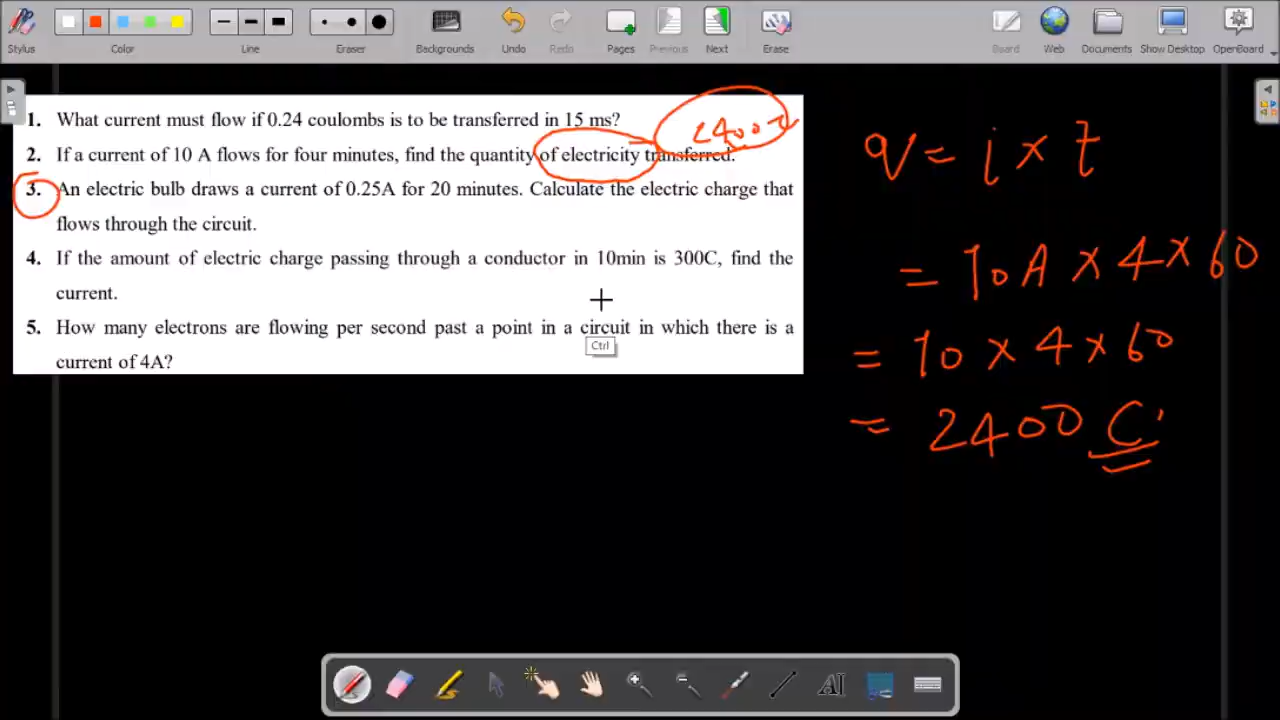 Stylus
Color
Line
Eraser
Backgrounds
Undo
Redo
Pages
Previous
Next
Erase
Board
Web
Documents
Show Desktop
OpenBoard
1. What current must flow if 0.24 coulombs is to be transferred in 15 ms?
2400C
2. If a current of 10 A flows for four minutes, find the quantity of electricity transferred.
3. An electric bulb draws a current of 0.25A for 20 minutes. Calculate the electric charge that
flows through the circuit.
4. If the amount of electric charge passing through a conductor in 10min is 300C, find the
current.
5. How many electrons are flowing per second past a point in a circuit in which there is a
current of 4A?
Ctrl
q = i × t
= 10A × 4 × 60
= 10 × 4 × 60
= 2400 C
AI